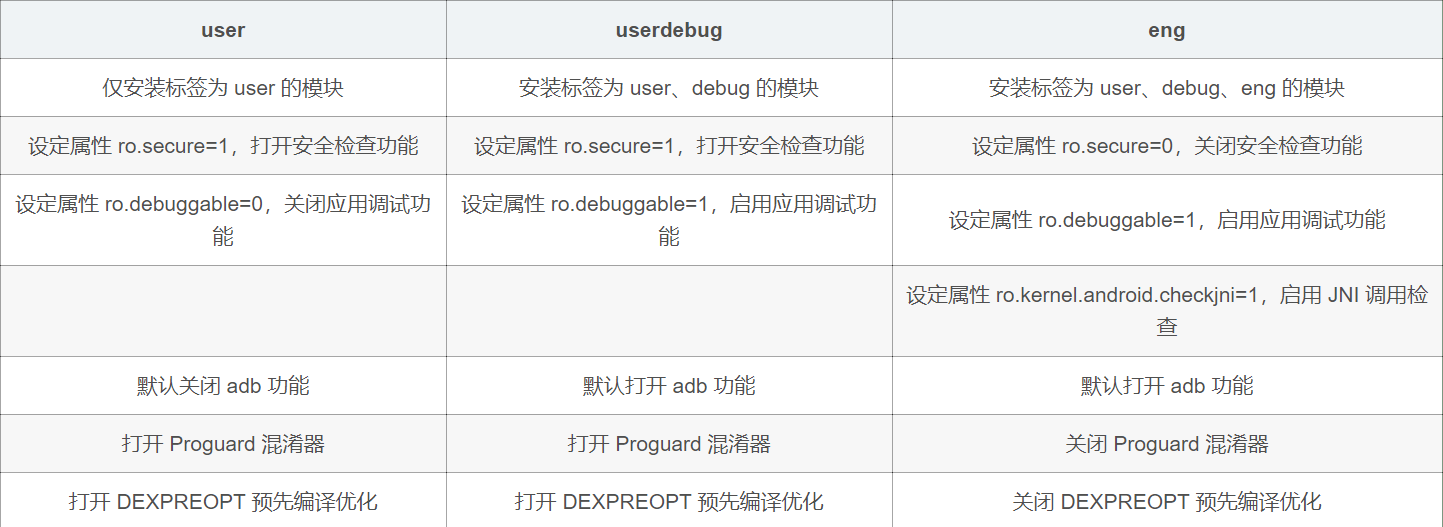 user
userdebug
eng
仅安装标签为 user 的模块
安装标签为 user、debug 的模块
安装标签为 user、debug、eng 的模块
设定属性 ro.secure=1，打开安全检查功能
设定属性 ro.secure=1，打开安全检查功能
设定属性 ro.secure=0，关闭安全检查功能
设定属性 ro.debuggable=0，关闭应用调试功
能
设定属性 ro.debuggable=1，启用应用调试功
能
设定属性 ro.debuggable=1，启用应用调试功能
设定属性 ro.kernel.android.checkjni=1，启用 JNI 调用检
查
默认关闭 adb 功能
默认打开 adb 功能
默认打开 adb 功能
打开 Proguard 混淆器
打开 Proguard 混淆器
关闭 Proguard 混淆器
打开 DEXPREOPT 预先编译优化
打开 DEXPREOPT 预先编译优化
关闭 DEXPREOPT 预先编译优化